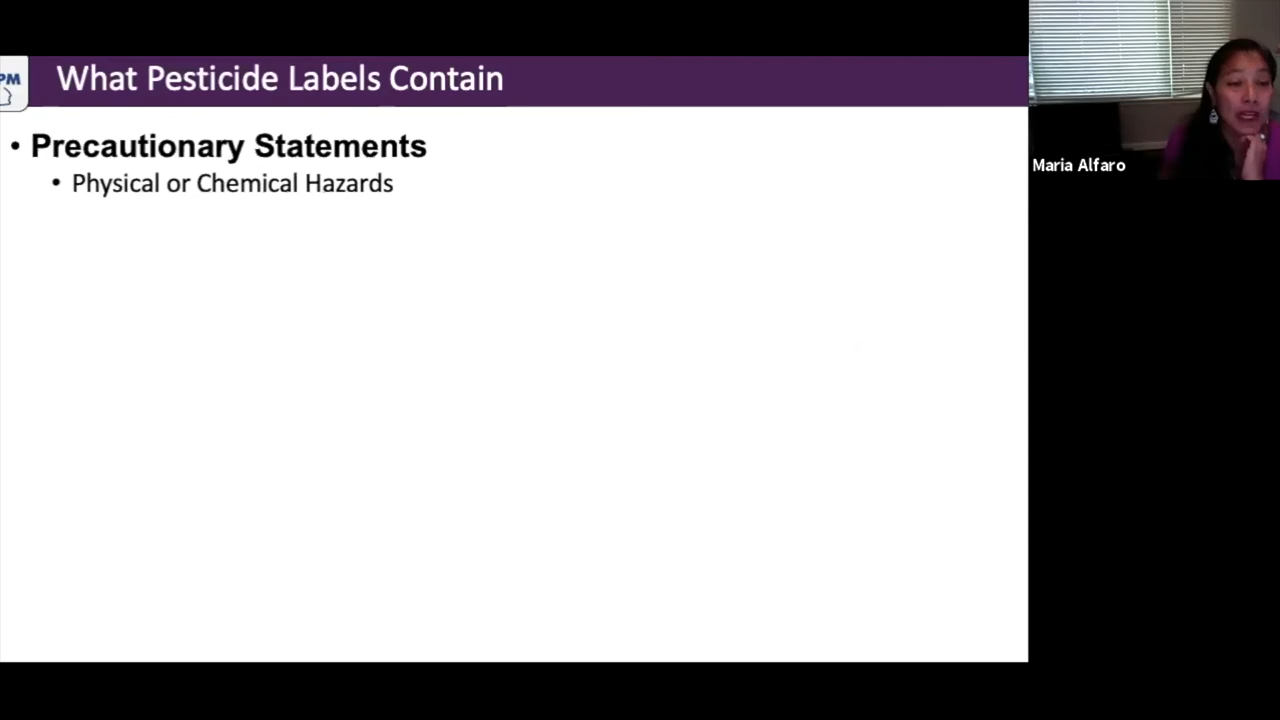 PM
What Pesticide Labels Contain
• Precautionary Statements
• Physical or Chemical Hazards
Maria Alfaro